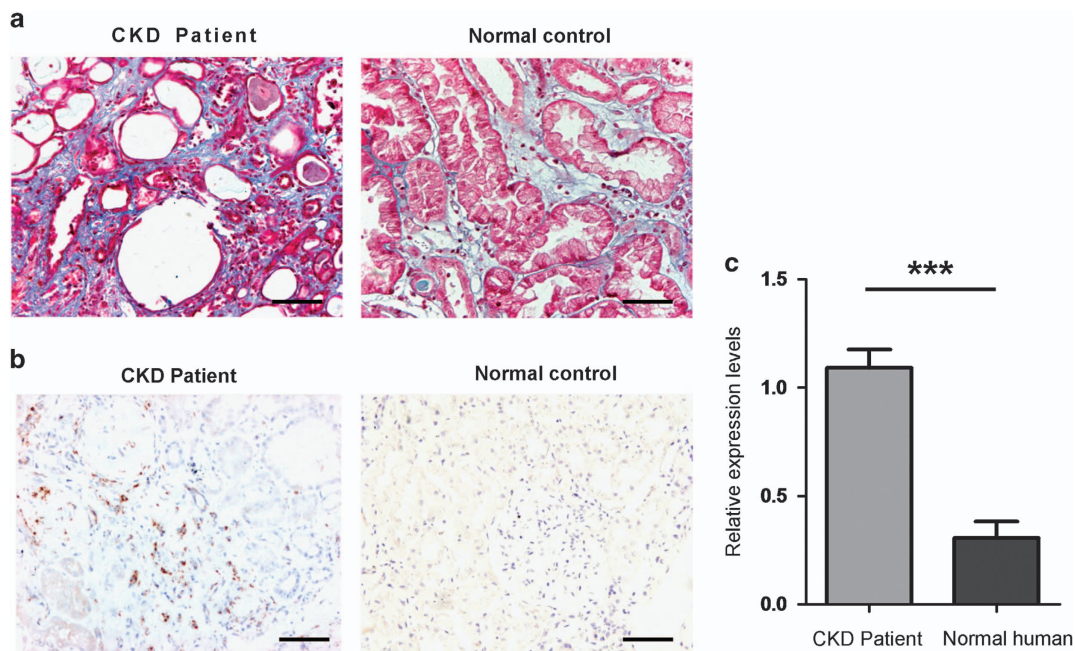 a
CKD Patient
Normal control
b
CKD Patient
Normal control
c
***
Relative expression levels
1.5
1.0
0.5
0.0
CKD Patient
Normal human